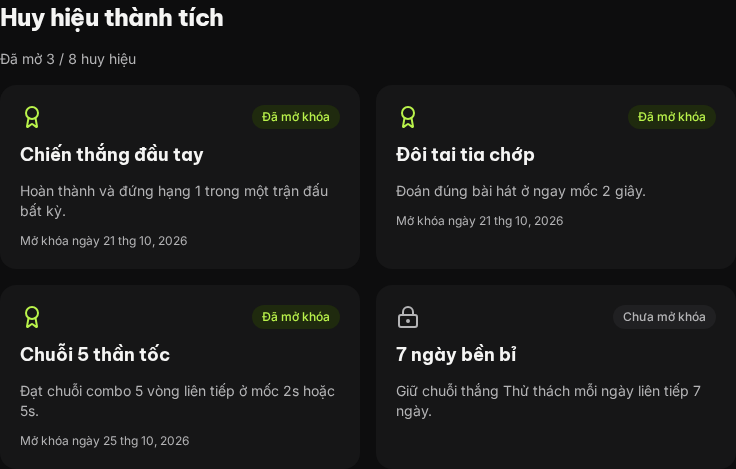 Huy hiệu thành tích
Đã mở 3 / 8 huy hiệu
Đã mở khóa
Chiến thắng đầu tay
Hoàn thành và đứng hạng 1 trong một trận đấu
bất kỳ.
Mở khóa ngày 21 thg 10, 2026
Đã mở khóa
Đôi tai tia chớp
Đoán đúng bài hát ở ngay mốc 2 giây.
Mở khóa ngày 21 thg 10, 2026
Đã mở khóa
Chuỗi 5 thần tốc
Đạt chuỗi combo 5 vòng liên tiếp ở mốc 2s hoặc
5s.
Mở khóa ngày 25 thg 10, 2026
Chưa mở khóa
7 ngày bền bỉ
Giữ chuỗi thắng Thử thách mỗi ngày liên tiếp 7
ngày.